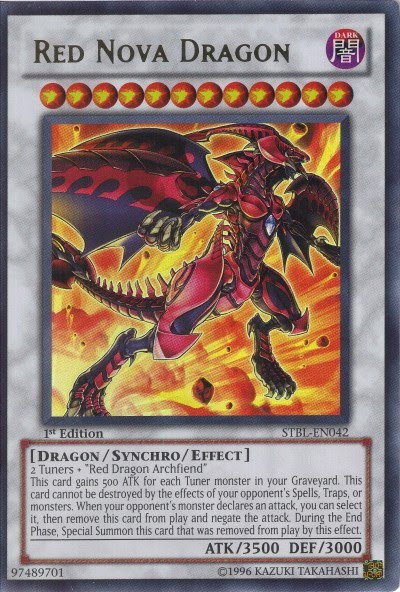 RED NOVA DRAGON
DARK
闇
1st Edition
STBL-EN042
[DRAGON/SYNCHRO/EFFECT]
2 Tuners + "Red Dragon Archfiend"
This card gains 500 ATK for each Tuner monster in your Graveyard. This
card cannot be destroyed by the effects of your opponent's Spells, Traps, or
monsters. When your opponent's monster declares an attack, you can select
it, then remove this card from play and negate the attack. During the End
Phase, Special Summon this card that was removed from play by this effect.
ATK/3500 DEF/3000
97489701
©1996 KAZUKI TAKAHASHI